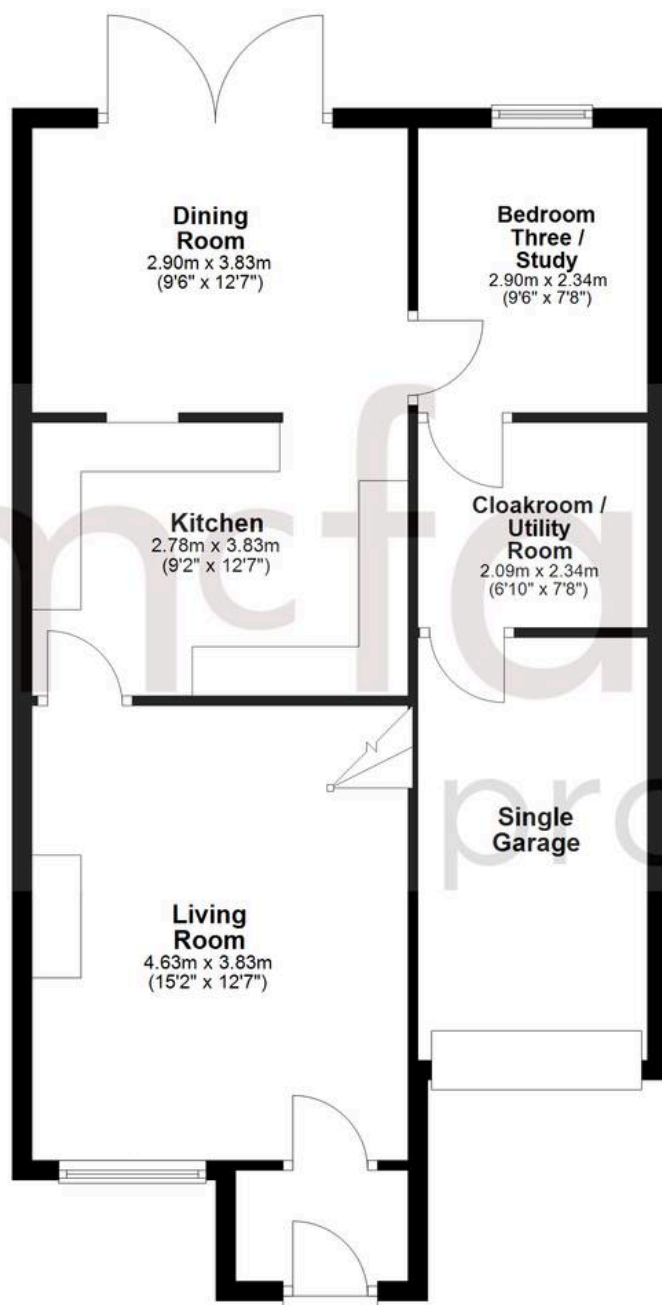 Dining
Room
2.90m x 3.83m
(9'6" x 12'7")
Bedroom
Three /
Study
2.90m x 2.34m
(9'6" x 7'8")
Kitchen
2.78m x 3.83m
(9'2" x 12'7")
Cloakroom /
Utility
Room
2.09m x 2.34m
(6'10" x 7'8")
mcfa
Single
Garage
pro
Living
Room
4.63m x 3.83m
(15'2" x 12'7")